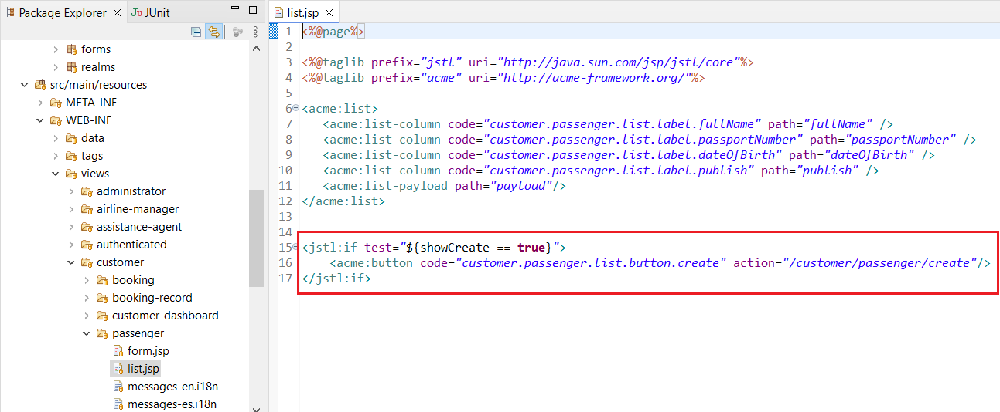 Package Explorer
JUnit
forms
realms
src/main/resources
META-INF
WEB-INF
data
tags
views
administrator
airline-manager
assistance-agent
authenticated
customer
booking
booking-record
customer-dashboard
passenger
form.jsp
list.jsp
messages-en.i18n
messages-es.i18n
list.jsp
1 <%@page%>
2
3 <%@taglib prefix="jstl" uri="http://java.sun.com/jsp/jstl/core"%>
4 <%@taglib prefix="acme" uri="http://acme-framework.org/"%>
5
6 <acme:list>
7 <acme:list-column code="customer.passenger.list.label.fullName" path="fullName" />
8 <acme:list-column code="customer.passenger.list.label.passportNumber" path="passportNumber" />
9 <acme:list-column code="customer.passenger.list.label.dateOfBirth" path="dateOfBirth" />
10 <acme:list-column code="customer.passenger.list.label.publish" path="publish" />
11 <acme:list-payload path="payload"/>
12 </acme:list>
13
14
15 <jstl:if test="${showCreate == true}">
16 <acme:button code="customer.passenger.list.button.create" action="/customer/passenger/create"/>
17 </jstl:if>